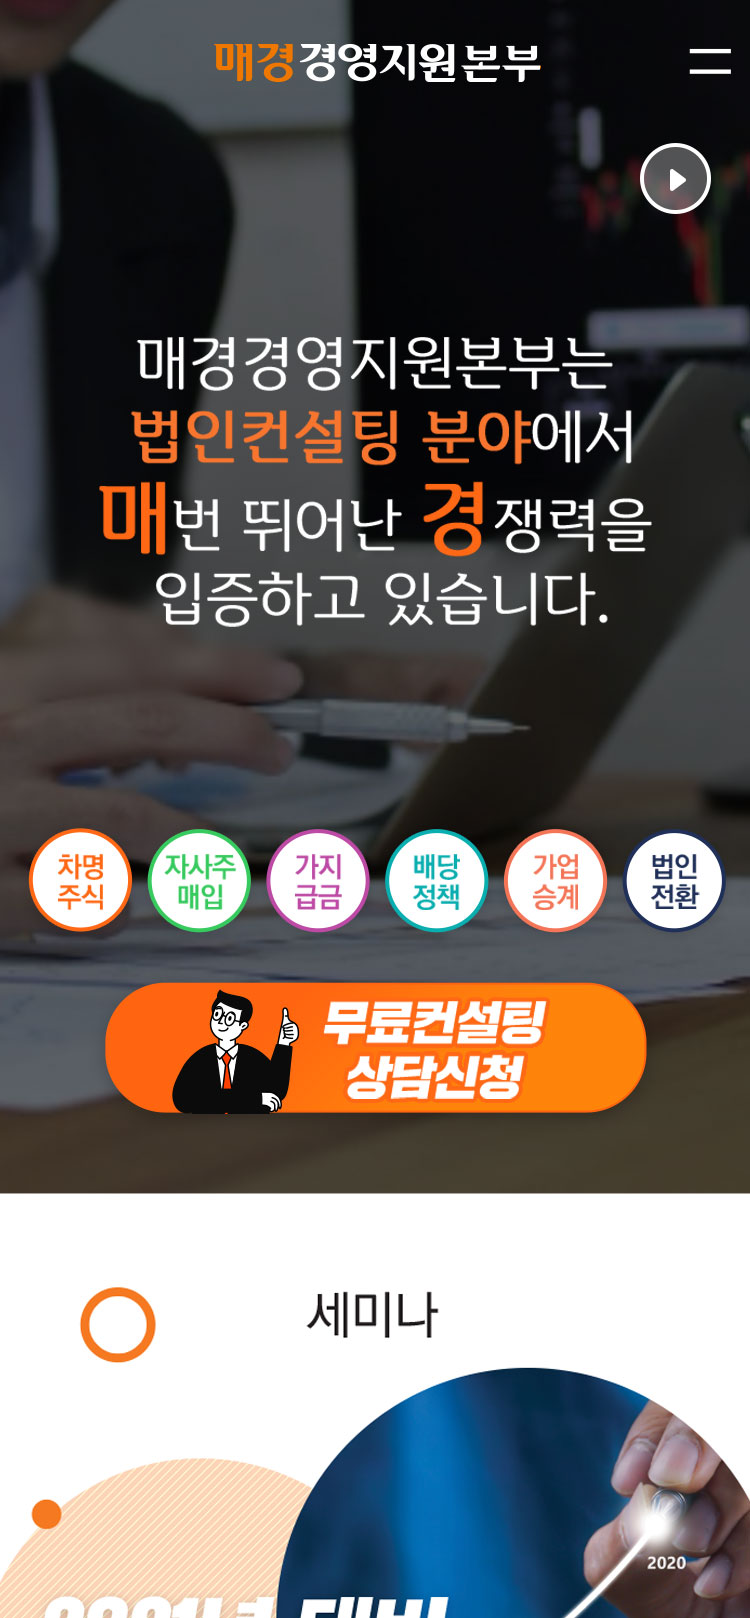 매경경영지원본부
매경경영지원본부는
법인컨설팅 분야에서
매번 뛰어난 경쟁력을
입증하고 있습니다.
차명
주식
자사주
매입
가지
급금
배당
정책
가업
승계
법인
전환
무료컨설팅
상담신청
세미나
2020